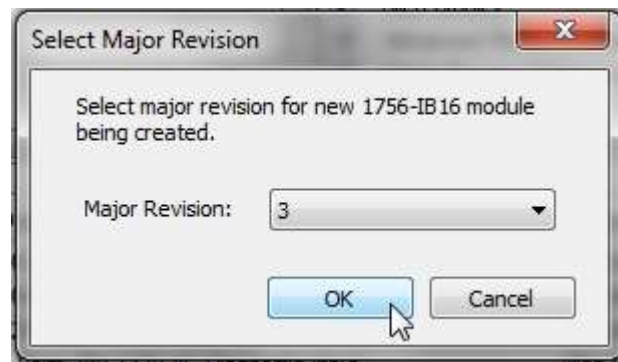 Select Major Revision
Select major revision for new 1756-IB16 module
being created.
Major Revision: 3
OK Cancel